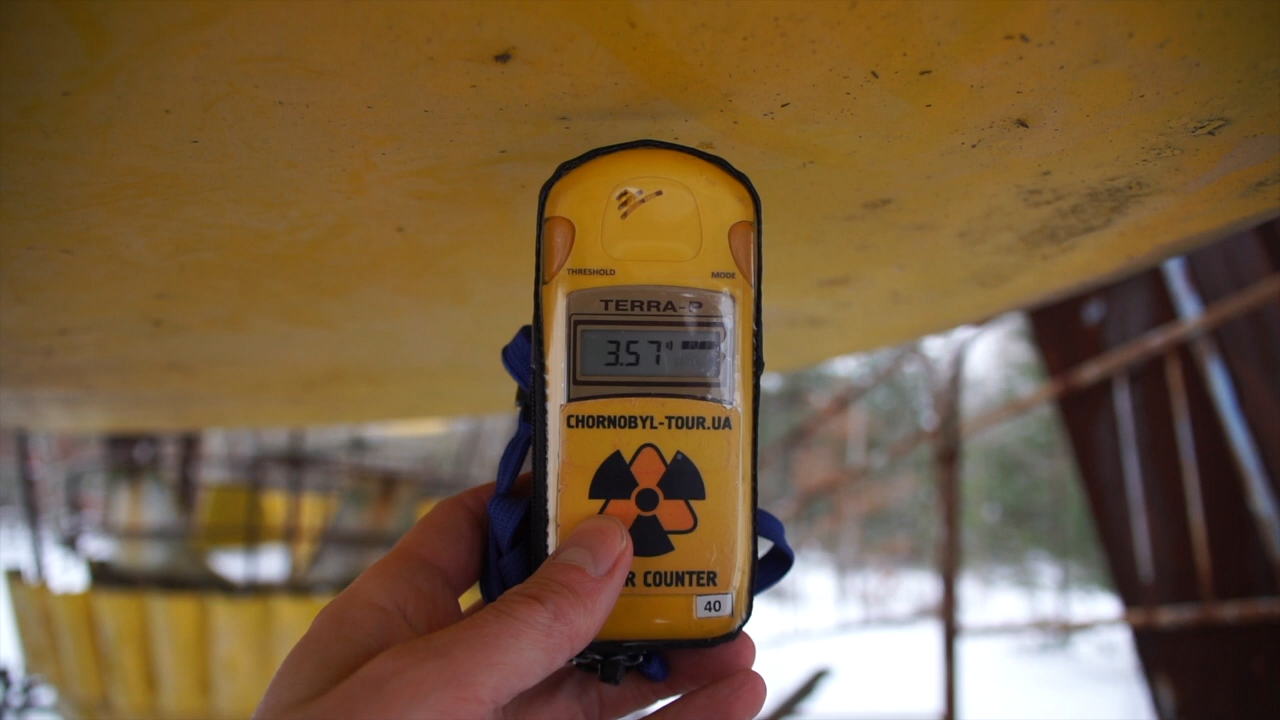 THRESHOLD MODE
TERRA-P
3.57
CHORNOBYL-TOUR.UA
R COUNTER
40